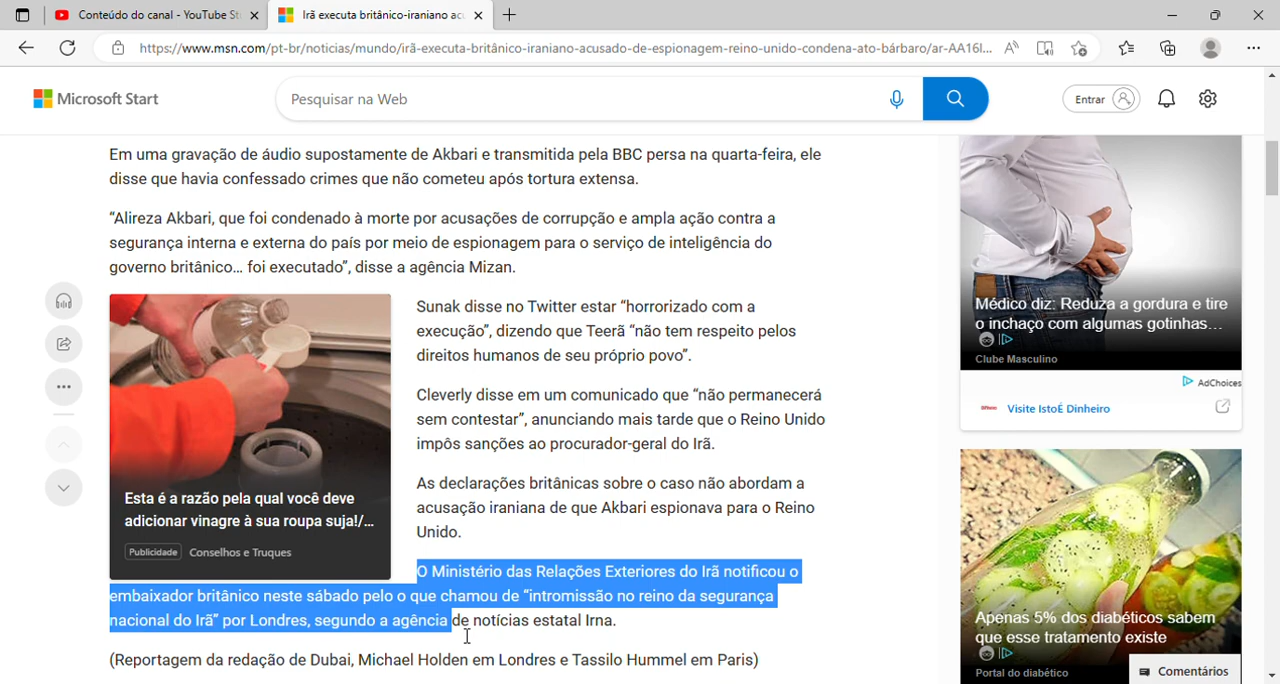 Conteúdo do canal - YouTube St
Irã executa britânico-iraniano acu
https://www.msn.com/pt-br/noticias/mundo/irã-executa-britânico-iraniano-acusado-de-espionagem-reino-unido-condena-ato-bárbaro/ar-AA16l...
Microsoft Start
Pesquisar na Web
Entrar
Em uma gravação de áudio supostamente de Akbari e transmitida pela BBC persa na quarta-feira, ele
disse que havia confessado crimes que não cometeu após tortura extensa.
“Alireza Akbari, que foi condenado à morte por acusações de corrupção e ampla ação contra a
segurança interna e externa do país por meio de espionagem para o serviço de inteligência do
governo britânico… foi executado”, disse a agência Mizan.
Esta é a razão pela qual você deve
adicionar vinagre à sua roupa suja!/...
Publicidade Conselhos e Truques
Sunak disse no Twitter estar “horrorizado com a
execução”, dizendo que Teerã “não tem respeito pelos
direitos humanos de seu próprio povo”.
Cleverly disse em um comunicado que “não permanecerá
sem contestar”, anunciando mais tarde que o Reino Unido
impôs sanções ao procurador-geral do Irã.
As declarações britânicas sobre o caso não abordam a
acusação iraniana de que Akbari espionava para o Reino
Unido.
O Ministério das Relações Exteriores do Irã notificou o
embaixador britânico neste sábado pelo o que chamou de “intromissão no reino da segurança
nacional do Irã” por Londres, segundo a agência de notícias estatal Irna.
(Reportagem da redação de Dubai, Michael Holden em Londres e Tassilo Hummel em Paris)
Médico diz: Reduza a gordura e tire
o inchaço com algumas gotinhas...
Clube Masculino
AdChoices
Visite IstoÉ Dinheiro
Apenas 5% dos diabéticos sabem
que esse tratamento existe
Portal do diabético
Comentários